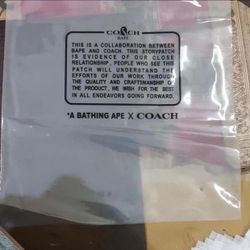 COACH
BAPE
THIS IS A COLLABORATION BETWEEN
BAPE AND COACH. THIS STORYPATCH
IS EVIDENCE OF OUR CLOSE
RELATIONSHIP, PEOPLE WHO SEE THIS
PATCH WILL UNDERSTAND THE
EFFORTS OF OUR WORK THROUGH
THE QUALITY AND CRAFTSMANSHIP OF
THE PRODUCT, WE WISH FOR THE BEST
IN ALL ENDEAVORS GOING FORWARD.
*A BATHING APE X COACH